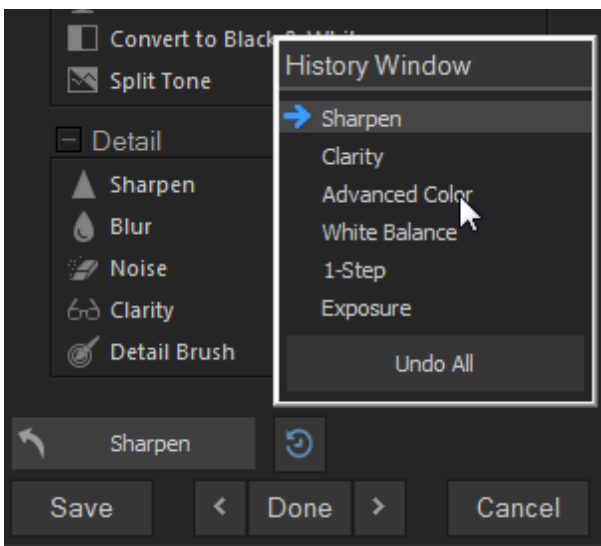 Convert to Black & White
Split Tone
Detail
Sharpen
Blur
Noise
Clarity
Detail Brush
History Window
Sharpen
Clarity
Advanced Color
White Balance
1-Step
Exposure
Undo All
Sharpen
Save
<
Done
>
Cancel